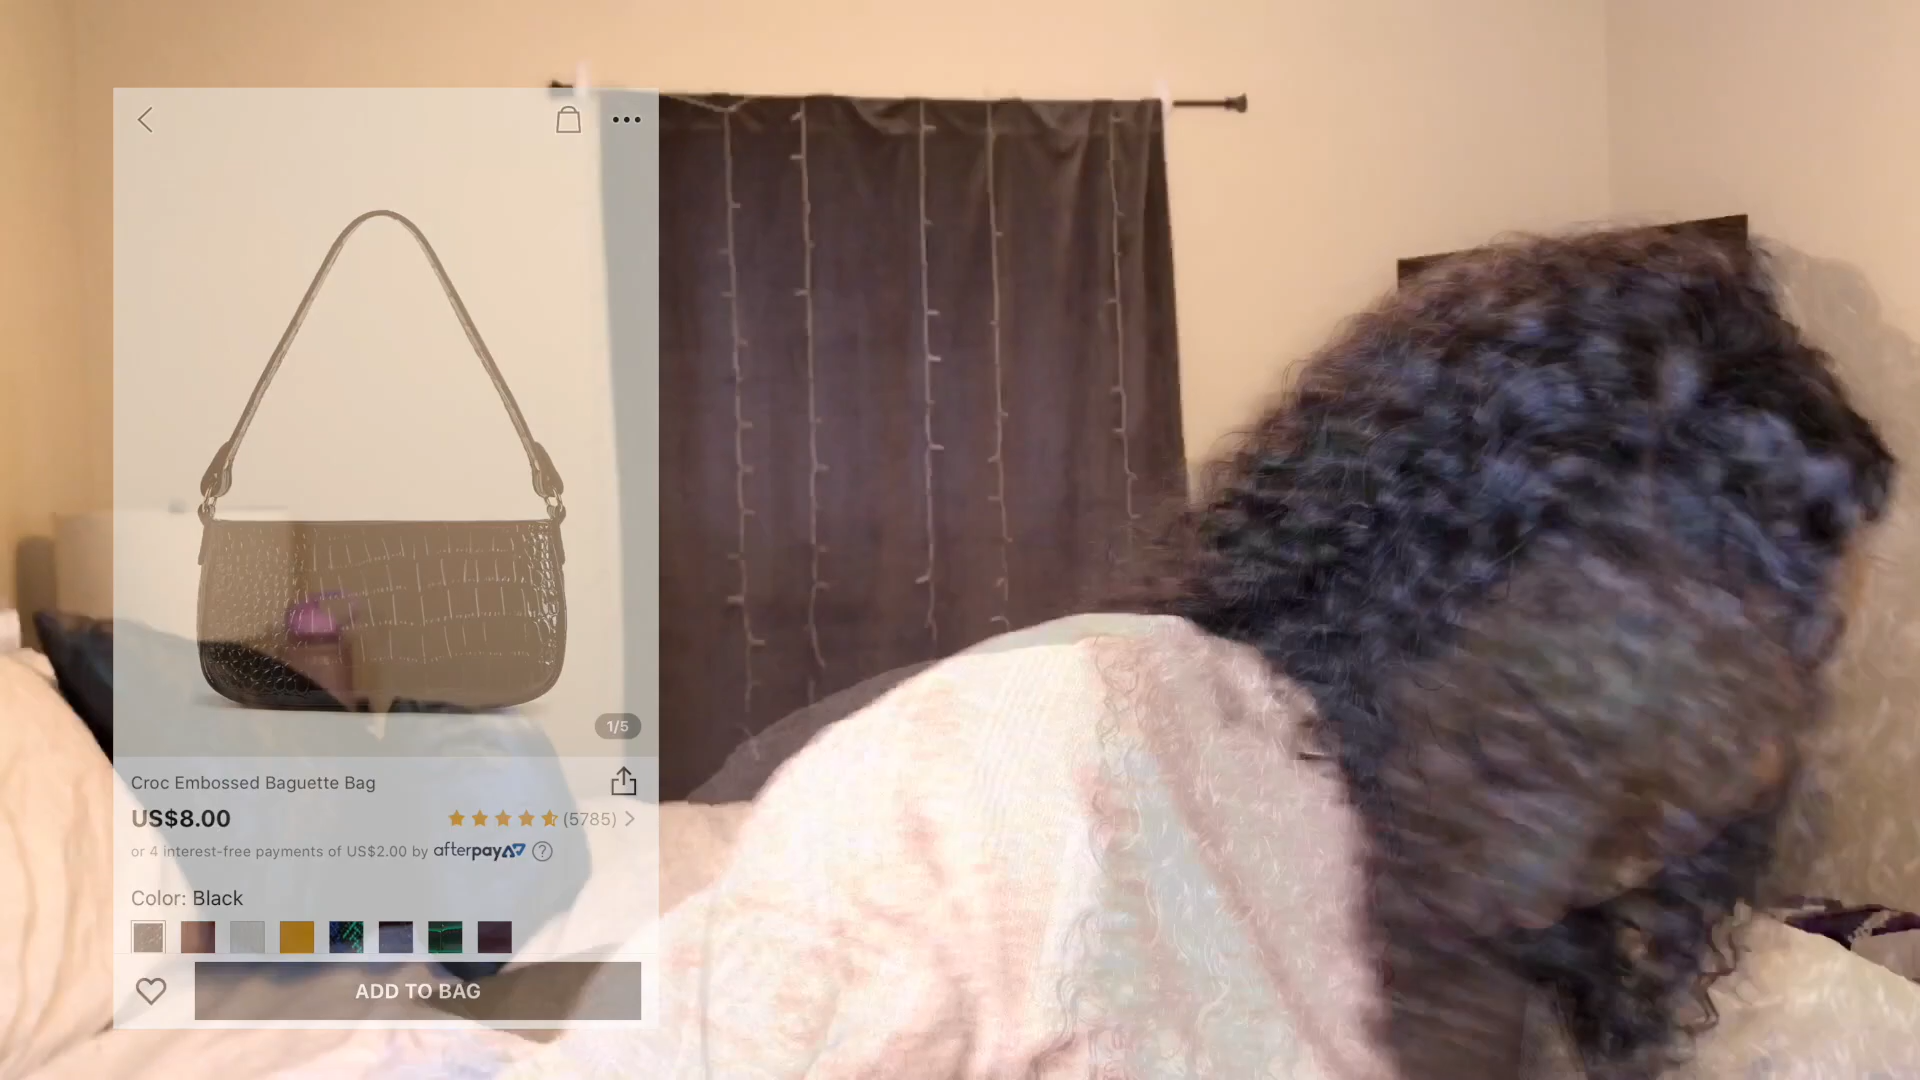 1/5
Croc Embossed Baguette Bag
US$8.00
(5785)
or 4 interest-free payments of US$2.00 by afterpay
?
Color: Black
ADD TO BAG